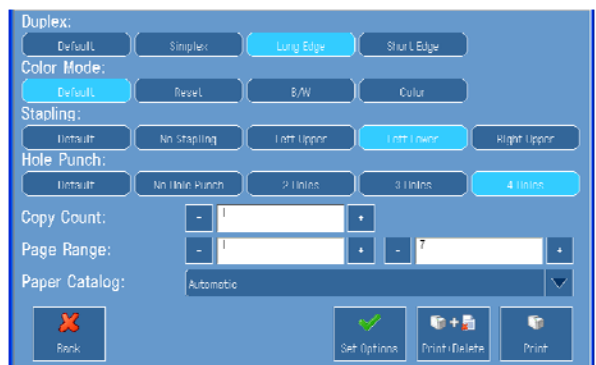 Duplex:
Default Simplex Long Edge Short Edge
Color Mode:
Default Reset B/W Color
Stapling:
Default No Stapling Left Upper Left Lower Right Upper
Hole Punch:
Default No Hole Punch 2 Holes 3 Holes 4 Holes
Copy Count: - 1 +
Page Range: - 1 + - 7 +
Paper Catalog: Automatic
Back Set Options Print+Delete Print